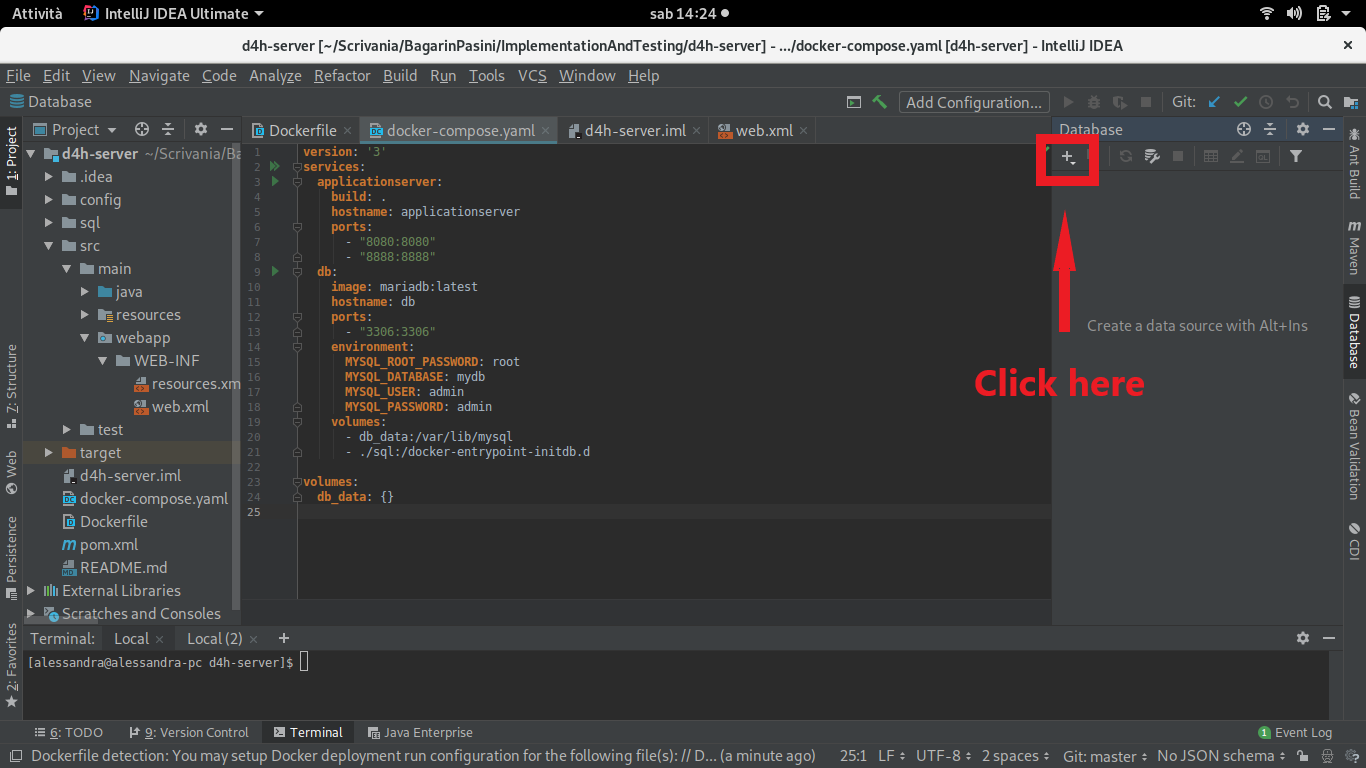 Attività
IntelliJ IDEA Ultimate
sab 14:24
d4h-server [~/Scrivania/BagarinPasini/ImplementationAndTesting/d4h-server] - .../docker-compose.yaml [d4h-server] - IntelliJ IDEA
File Edit View Navigate Code Analyze Refactor Build Run Tools VCS Window Help
Database
Add Configuration...
Git:
1: Project
7: Structure
Web
Persistence
2: Favorites
Project
d4h-server ~/Scrivania/Ba
.idea
config
sql
src
main
java
resources
webapp
WEB-INF
resources.xm
web.xml
test
target
d4h-server.iml
docker-compose.yaml
Dockerfile
pom.xml
README.md
External Libraries
Scratches and Consoles
Dockerfile docker-compose.yaml d4h-server.iml web.xml
1 version: '3'
2 services:
3   applicationserver:
4     build: .
5     hostname: applicationserver
6     ports:
7       - "8080:8080"
8       - "8888:8888"
9   db:
10     image: mariadb:latest
11     hostname: db
12     ports:
13       - "3306:3306"
14     environment:
15       MYSQL_ROOT_PASSWORD: root
16       MYSQL_DATABASE: mydb
17       MYSQL_USER: admin
18       MYSQL_PASSWORD: admin
19     volumes:
20       - db_data:/var/lib/mysql
21       - ./sql:/docker-entrypoint-initdb.d
22
23 volumes:
24   db_data: {}
25
Database
Create a data source with Alt+Ins
Click here
Ant Build
Maven
Database
Bean Validation
CDI
Terminal: Local Local (2)
[alessandra@alessandra-pc d4h-server]$
6: TODO 9: Version Control Terminal Java Enterprise
1 Event Log
Dockerfile detection: You may setup Docker deployment run configuration for the following file(s): // D... (a minute ago)
25:1 LF UTF-8 2 spaces Git: master No JSON schema